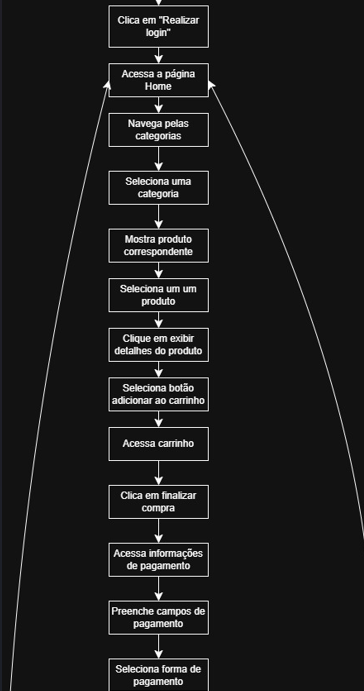 Clica em "Realizar
login"
Acessa a página
Home
Navega pelas
categorias
Seleciona uma
categoria
Mostra produto
correspondente
Seleciona um um
produto
Clique em exibir
detalhes do produto
Seleciona botão
adicionar ao carrinho
Acessa carrinho
Clica em finalizar
compra
Acessa informações
de pagamento
Preenche campos de
pagamento
Seleciona forma de
pagamento